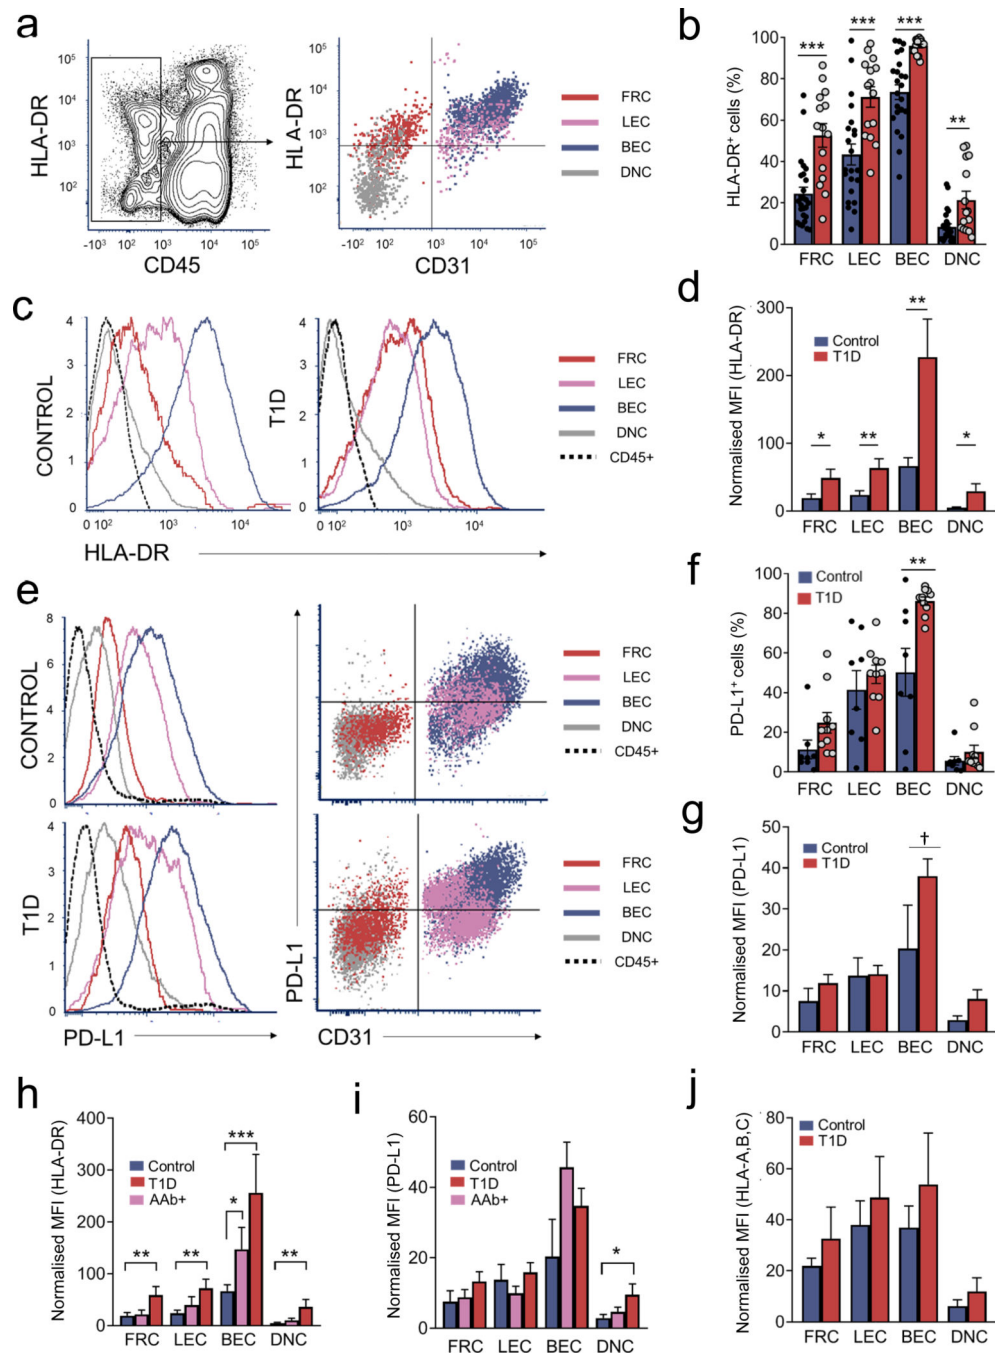 a
HLA-DR
10⁵
10⁴
10³
10²
-10³ 10² 10³ 10⁴ 10⁵
CD45
HLA-DR
10⁵
10⁴
10³
10²
-10² 10² 10³ 10⁴ 10⁵
CD31
FRC
LEC
BEC
DNC
b
HLA-DR⁺ cells (%)
100
80
60
40
20
0
*** *** *** **
FRC LEC BEC DNC
c
CONTROL
4
3
2
1
0
0 10² 10³ 10⁴
T1D
4
3
2
1
0
0 10² 10³ 10⁴
HLA-DR
FRC
LEC
BEC
DNC
CD45+
d
Normalised MFI (HLA-DR)
300
200
100
0
Control
T1D
* ** ** *
FRC LEC BEC DNC
e
CONTROL
8
6
4
2
0
T1D
4
3
2
1
0
PD-L1
PD-L1
CD31
FRC
LEC
BEC
DNC
CD45+
FRC
LEC
BEC
DNC
CD45+
f
PD-L1⁺ cells (%)
100
80
60
40
20
0
Control
T1D
**
FRC LEC BEC DNC
g
Normalised MFI (PD-L1)
50
40
30
20
10
0
Control
T1D
†
FRC LEC BEC DNC
h
Normalised MFI (HLA-DR)
400
300
200
100
0
Control
T1D
AAb+
** ** * *** **
FRC LEC BEC DNC
i
Normalised MFI (PD-L1)
60
40
20
0
Control
T1D
AAb+
*
FRC LEC BEC DNC
j
Normalised MFI (HLA-A,B,C)
80
60
40
20
0
Control
T1D
FRC LEC BEC DNC